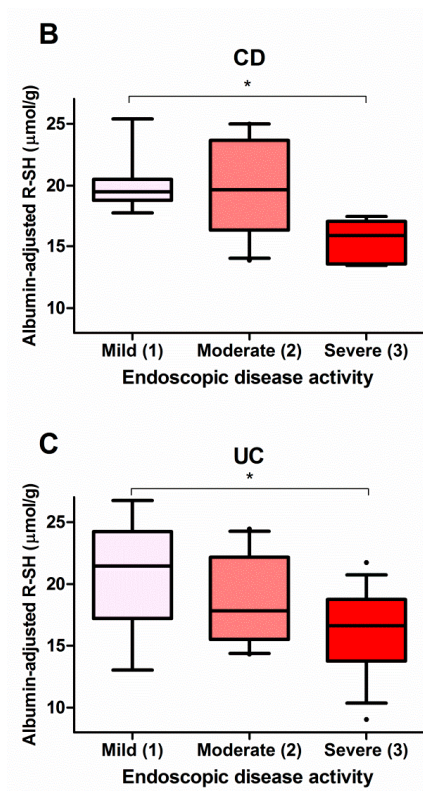 B
CD
*
Albumin-adjusted R-SH (μmol/g)
25
20
15
10
Mild (1) Moderate (2) Severe (3)
Endoscopic disease activity
C
UC
*
Albumin-adjusted R-SH (μmol/g)
25
20
15
10
Mild (1) Moderate (2) Severe (3)
Endoscopic disease activity